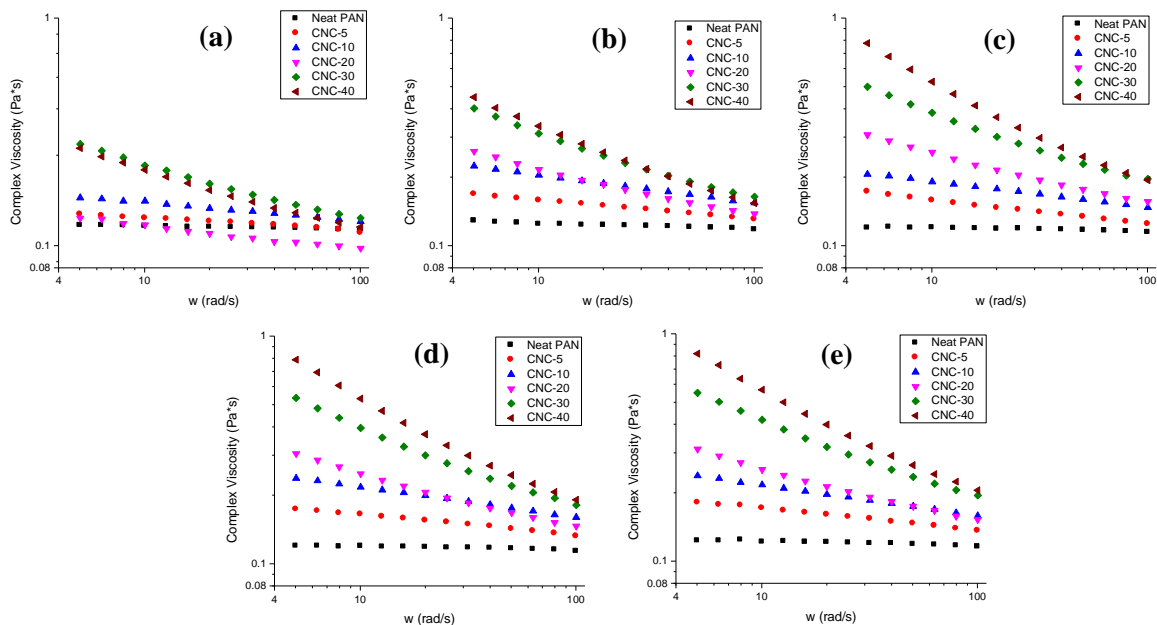 (a)
Neat PAN
CNC-5
CNC-10
CNC-20
CNC-30
CNC-40
Complex Viscosity (Pa*s)
1
0.1
0.08
4
10
100
w (rad/s)
(b)
Neat PAN
CNC-5
CNC-10
CNC-20
CNC-30
CNC-40
Complex Viscosity (Pa*s)
1
0.1
0.08
4
10
100
w (rad/s)
(c)
Neat PAN
CNC-5
CNC-10
CNC-20
CNC-30
CNC-40
Complex Viscosity (Pa*s)
1
0.1
0.08
4
10
100
w (rad/s)
(d)
Neat PAN
CNC-5
CNC-10
CNC-20
CNC-30
CNC-40
Complex Viscosity (Pa*s)
1
0.1
0.08
4
10
100
w (rad/s)
(e)
Neat PAN
CNC-5
CNC-10
CNC-20
CNC-30
CNC-40
Complex Viscosity (Pa*s)
1
0.1
0.08
4
10
100
w (rad/s)